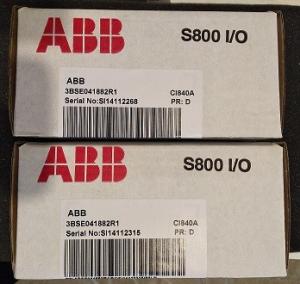 ABB S800 I/O
ABB
3BSE041882R1 CI840A
Serial No:SI14112268 PR: D
ABB S800 I/O
ABB
3BSE041882R1 CI840A
Serial No:SI14112315 PR: D